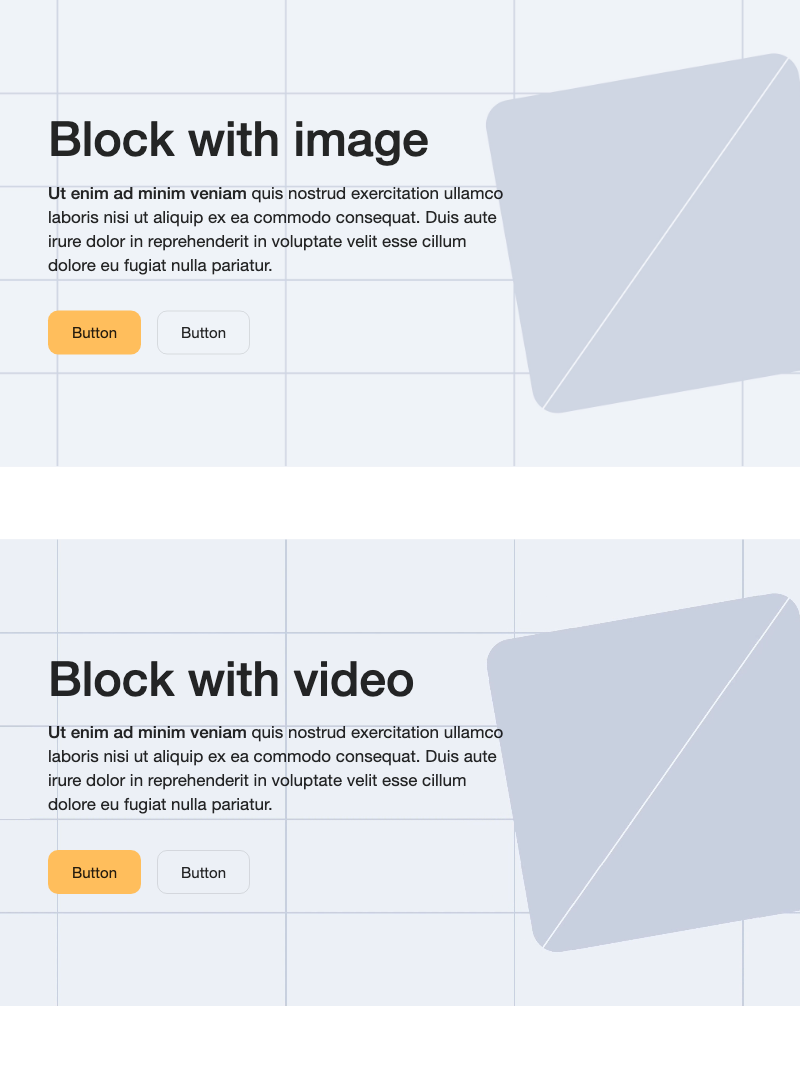 Block with image
Ut enim ad minim veniam quis nostrud exercitation ullamco
laboris nisi ut aliquip ex ea commodo consequat. Duis aute
irure dolor in reprehenderit in voluptate velit esse cillum
dolore eu fugiat nulla pariatur.
Button Button
Block with video
Ut enim ad minim veniam quis nostrud exercitation ullamco
laboris nisi ut aliquip ex ea commodo consequat. Duis aute
irure dolor in reprehenderit in voluptate velit esse cillum
dolore eu fugiat nulla pariatur.
Button Button